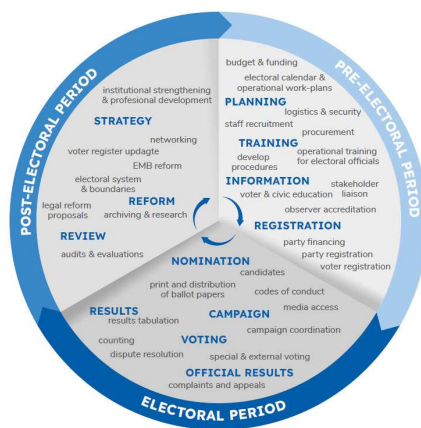 PRE-ELECTORAL PERIOD
budget & funding
electoral calendar &
operational work-plans
PLANNING
logistics & security
staff recruitment
procurement
TRAINING
operational training
for electoral officials
develop
procedures
INFORMATION
stakeholder
liaison
voter & civic education
observer accreditation
REGISTRATION
party financing
party registration
voter registration
ELECTORAL PERIOD
NOMINATION
candidates
print and distribution
of ballot papers
codes of conduct
media access
RESULTS
CAMPAIGN
results tabulation
campaign coordination
counting
VOTING
dispute resolution
special & external voting
OFFICIAL RESULTS
complaints and appeals
POST-ELECTORAL PERIOD
institutional strengthening
& profesional development
STRATEGY
networking
voter register updagte
EMB reform
electoral system
& boundaries
legal reform
proposals
REFORM
archiving & research
REVIEW
audits & evaluations